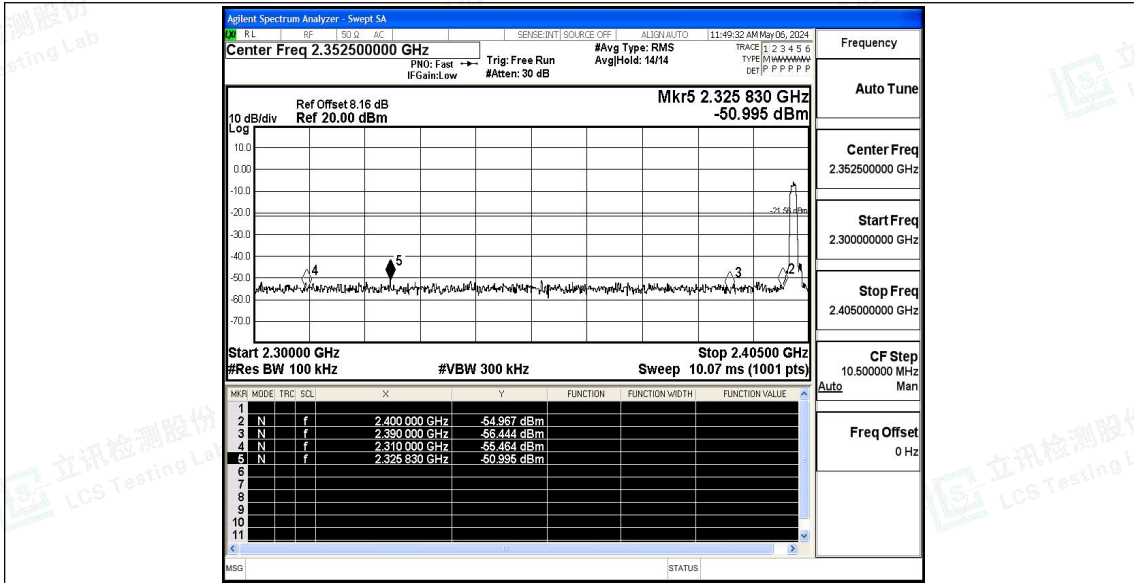 Agilent Spectrum Analyzer - Swept SA
LXI RL RF 50 Ω AC SENSE:INT SOURCE OFF ALIGN AUTO 11:49:32 AM May 06, 2024
Center Freq 2.352500000 GHz
PNO: Fast
IFGain:Low
Trig: Free Run
#Atten: 30 dB
#Avg Type: RMS
Avg|Hold: 14/14
TRACE 1 2 3 4 5 6
TYPE M WWWWW
DET P P P P P P
Mkr5 2.325 830 GHz
-50.995 dBm
Ref Offset 8.16 dB
10 dB/div Ref 20.00 dBm
Log
10.0
0.00
-10.0
-20.0
-30.0
-40.0
-50.0
-60.0
-70.0
-21.56 dBm
4
5
3
2
Start 2.30000 GHz Stop 2.40500 GHz
#Res BW 100 kHz #VBW 300 kHz Sweep 10.07 ms (1001 pts)
MKR MODE TRC SCL X Y FUNCTION FUNCTION WIDTH FUNCTION VALUE
1
2 N f 2.400 000 GHz -54.967 dBm
3 N f 2.390 000 GHz -56.444 dBm
4 N f 2.310 000 GHz -55.464 dBm
5 N f 2.325 830 GHz -50.995 dBm
6
7
8
9
10
11
MSG STATUS
Frequency
Auto Tune
Center Freq
2.352500000 GHz
Start Freq
2.300000000 GHz
Stop Freq
2.405000000 GHz
CF Step
10.500000 MHz
Auto Man
Freq Offset
0 Hz
立讯检测股份
LCS Testing Lab
测股份
sting Lab
立讯检测股份
LCS Testing L